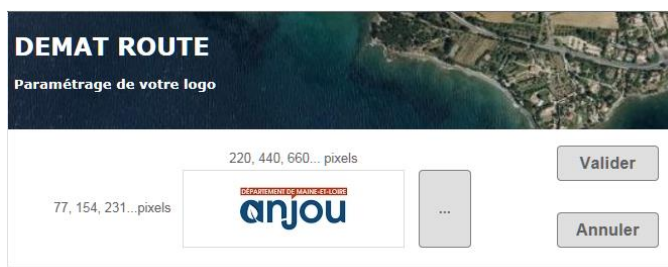 DEMAT ROUTE
Paramétrage de votre logo
220, 440, 660... pixels
77, 154, 231...pixels
DÉPARTEMENT DE MAINE-ET-LOIRE
anjou
...
Valider
Annuler